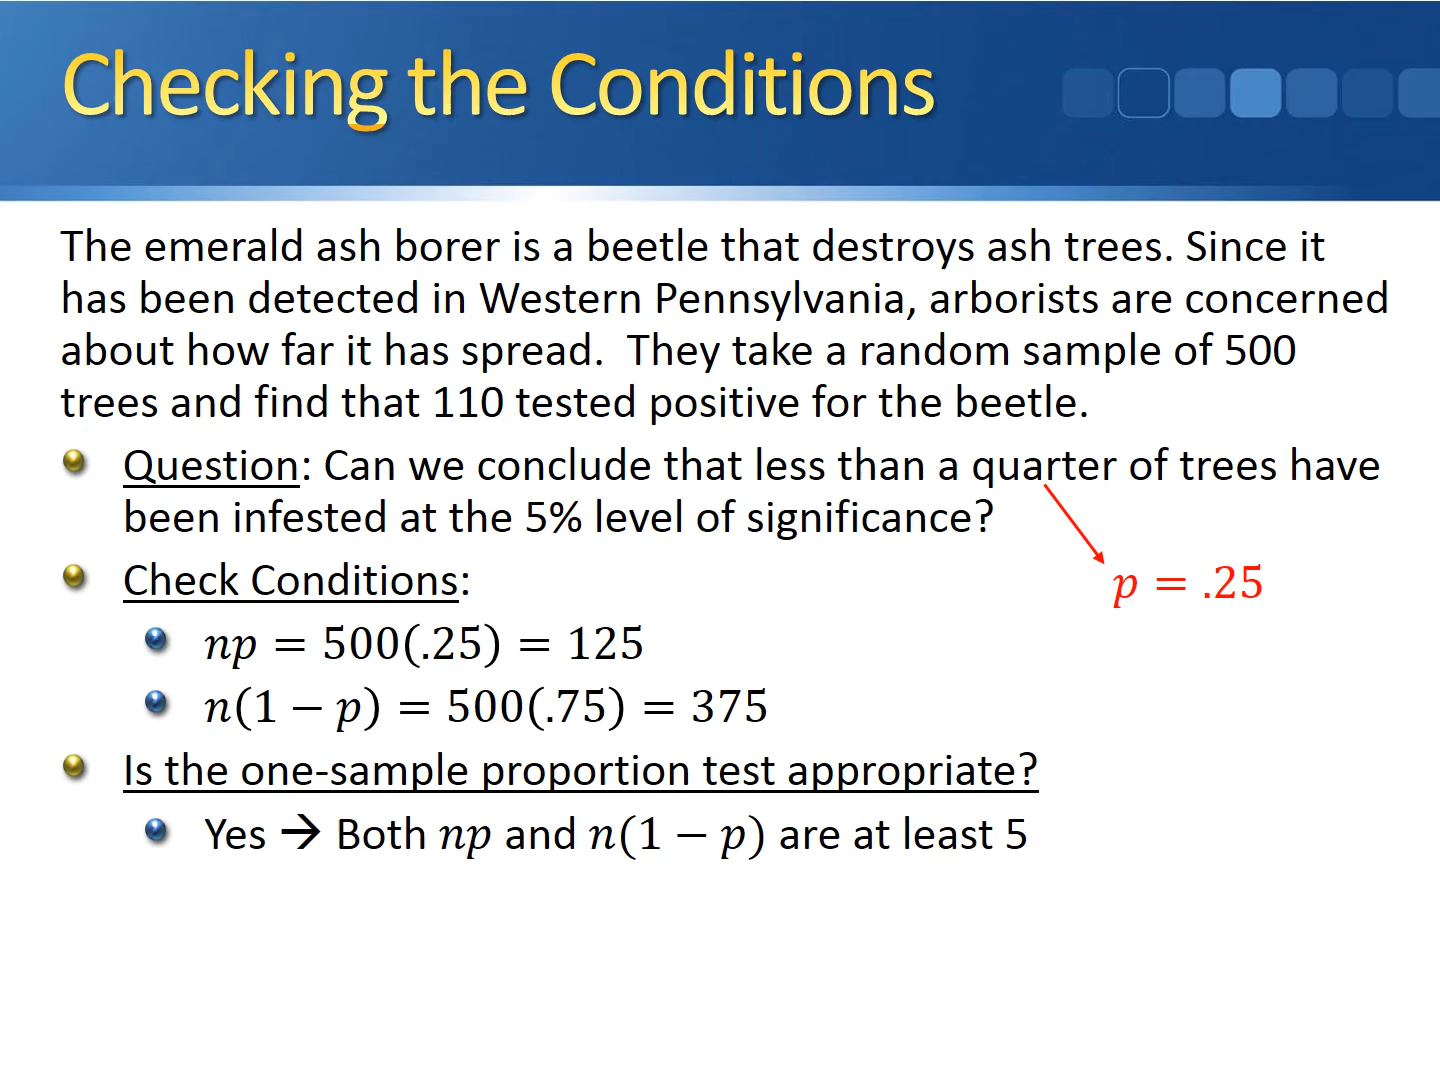 Checking the Conditions
The emerald ash borer is a beetle that destroys ash trees. Since it
has been detected in Western Pennsylvania, arborists are concerned
about how far it has spread.  They take a random sample of 500
trees and find that 110 tested positive for the beetle.
Question: Can we conclude that less than a quarter of trees have
been infested at the 5% level of significance?
Check Conditions:
p = .25
np = 500(.25) = 125
n(1 − p) = 500(.75) = 375
Is the one-sample proportion test appropriate?
Yes → Both np and n(1 − p) are at least 5